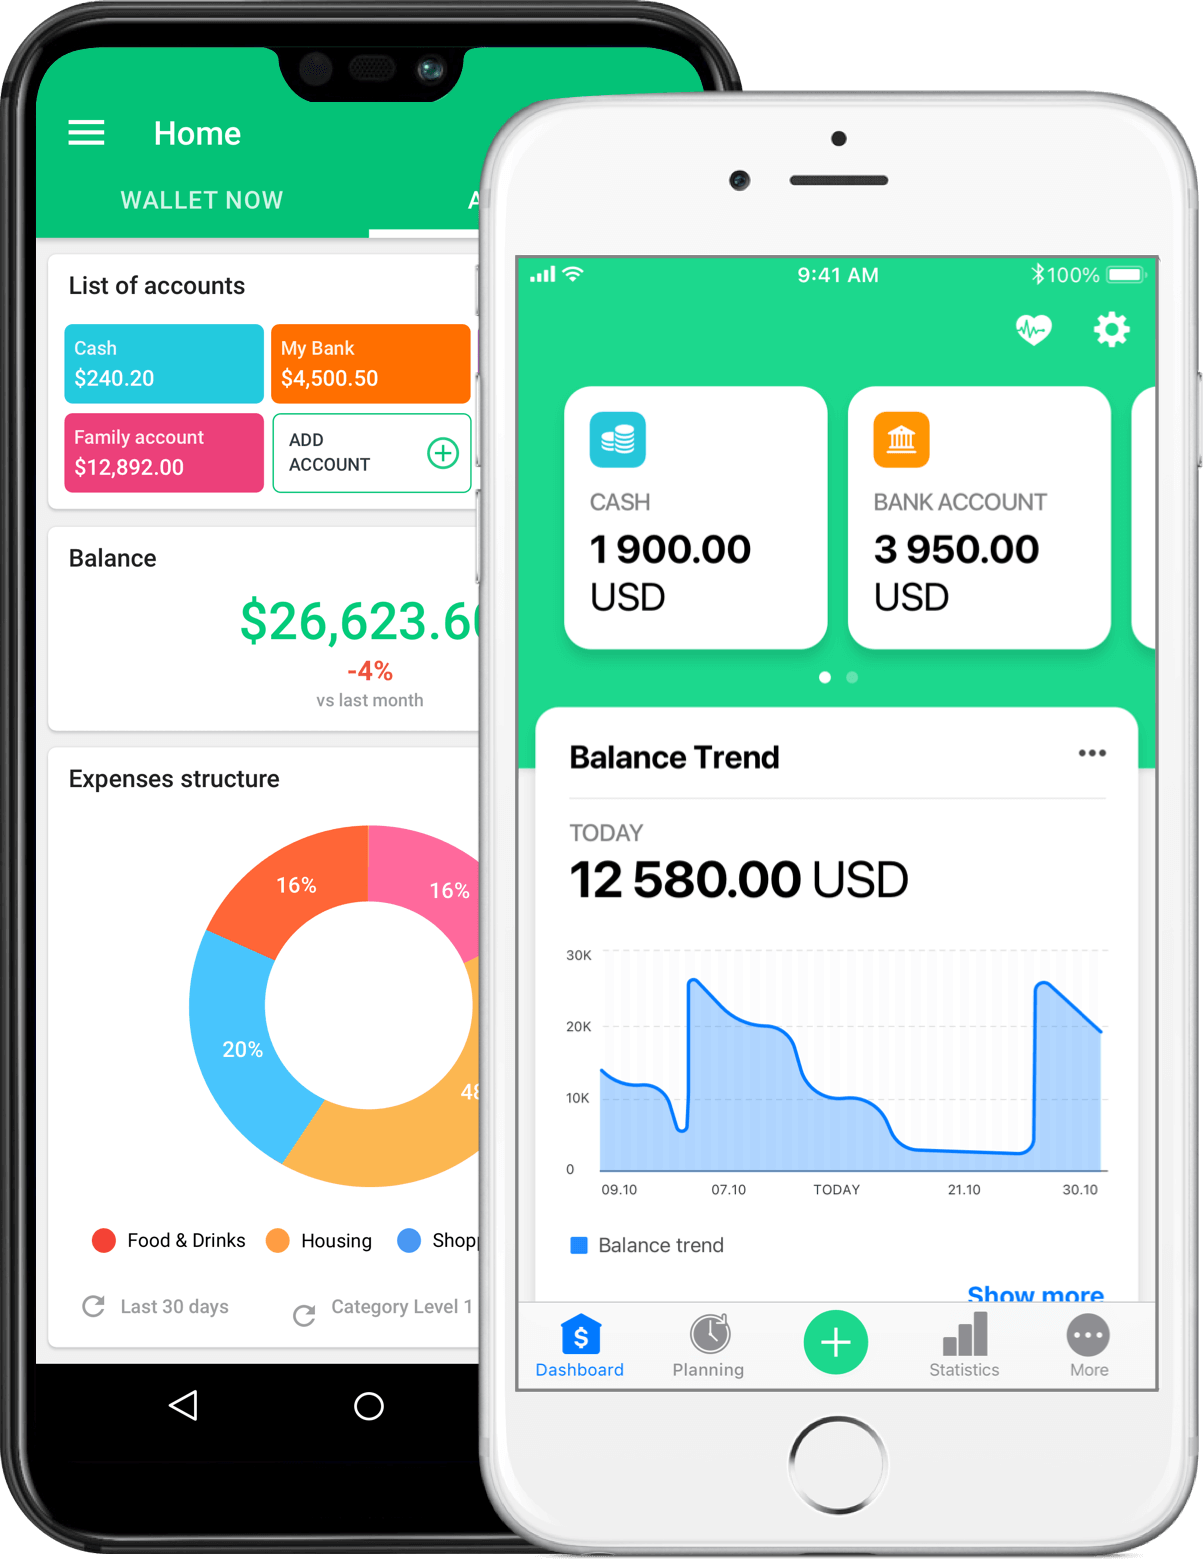 Home
WALLET NOW
List of accounts
Cash
$240.20
My Bank
$4,500.50
Family account
$12,892.00
ADD
ACCOUNT
Balance
$26,623.60
-4%
vs last month
Expenses structure
16%
16%
20%
48
Food & Drinks
Housing
Shop
Last 30 days
Category Level 1
9:41 AM
100%
CASH
1 900.00
USD
BANK ACCOUNT
3 950.00
USD
Balance Trend
TODAY
12 580.00 USD
30K
20K
10K
0
09.10 07.10 TODAY 21.10 30.10
Balance trend
Show more
Dashboard Planning Statistics More